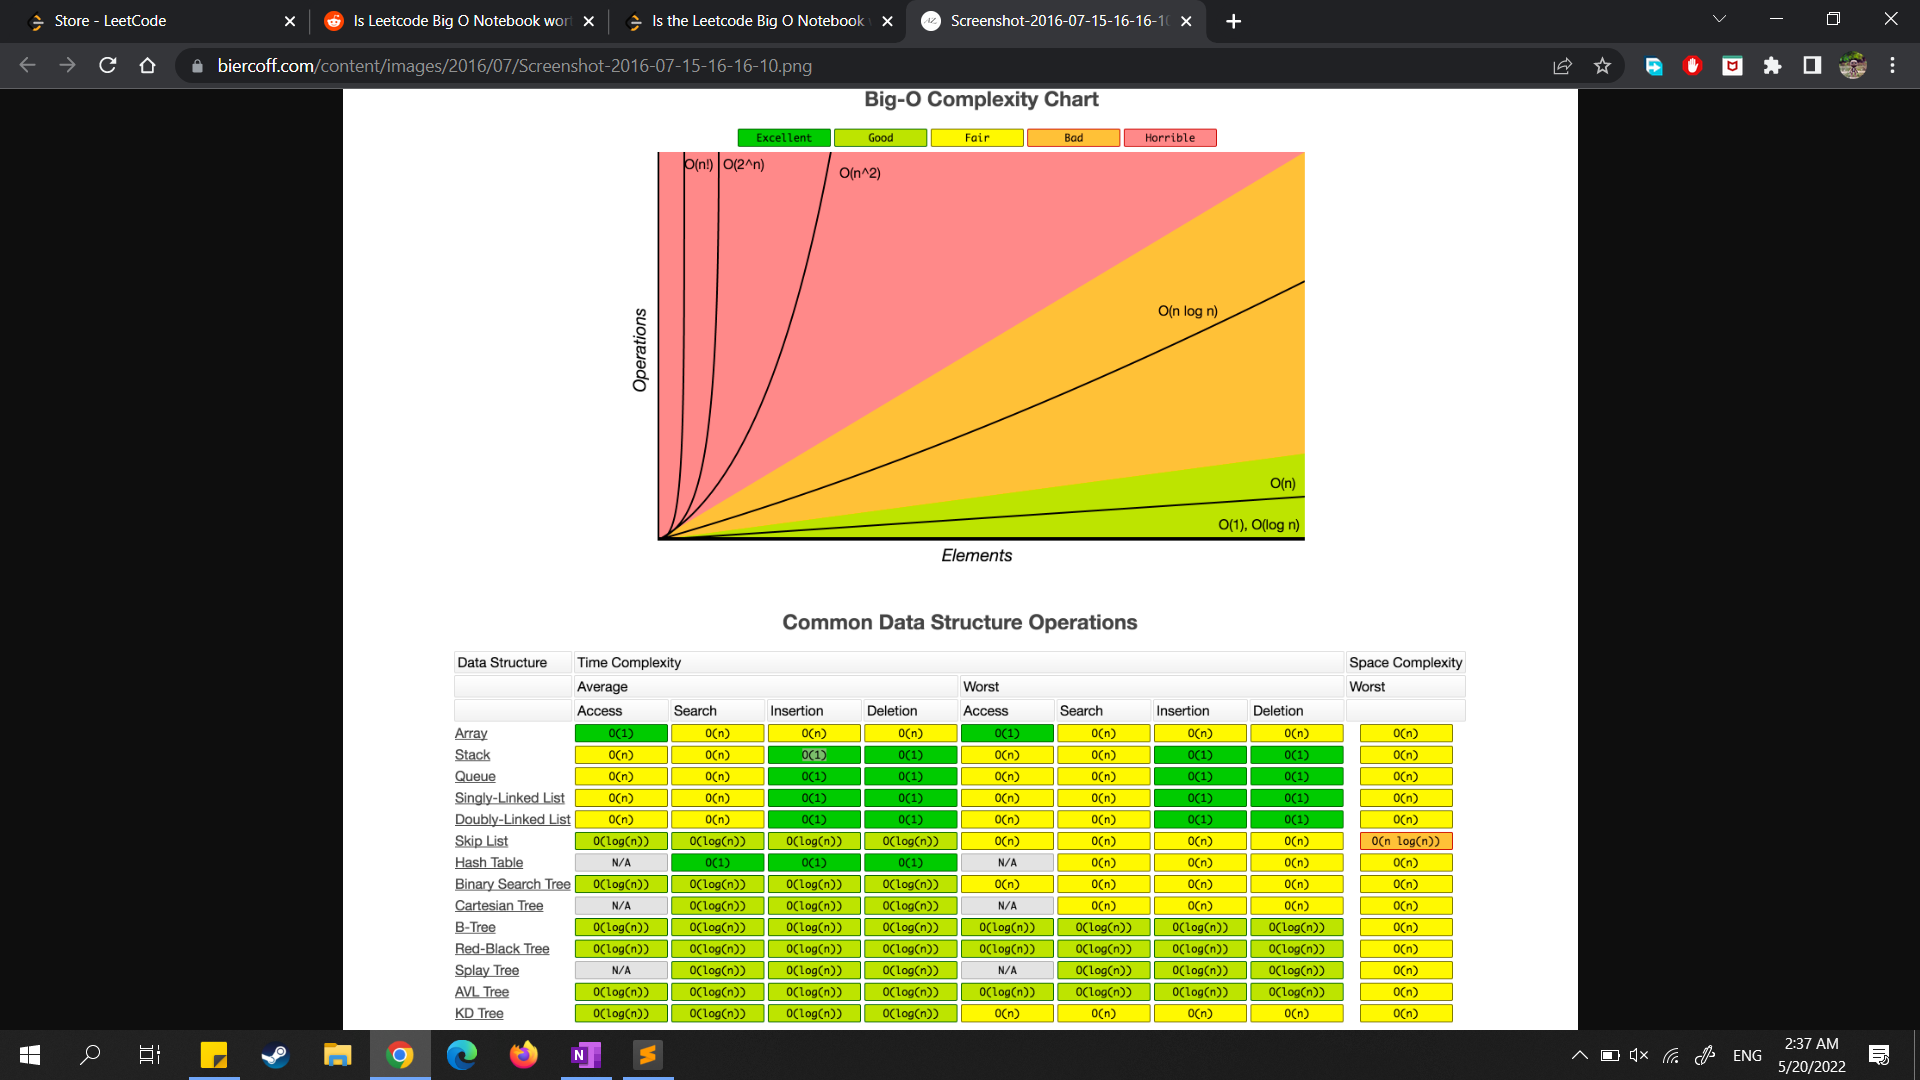 Store - LeetCode
Is Leetcode Big O Notebook wor
Is the Leetcode Big O Notebook
Screenshot-2016-07-15-16-16-10
biercoff.com/content/images/2016/07/Screenshot-2016-07-15-16-16-10.png
Big-O Complexity Chart
Excellent Good Fair Bad Horrible
O(n!) O(2^n)
O(n^2)
O(n log n)
O(n)
O(1), O(log n)
Operations
Elements
Common Data Structure Operations
Data Structure Time Complexity Space Complexity
Average Worst Worst
Access Search Insertion Deletion Access Search Insertion Deletion
Array O(1) O(n) O(n) O(n) O(1) O(n) O(n) O(n) O(n)
Stack O(n) O(n) O(1) O(1) O(n) O(n) O(1) O(1) O(n)
Queue O(n) O(n) O(1) O(1) O(n) O(n) O(1) O(1) O(n)
Singly-Linked List O(n) O(n) O(1) O(1) O(n) O(n) O(1) O(1) O(n)
Doubly-Linked List O(n) O(n) O(1) O(1) O(n) O(n) O(1) O(1) O(n)
Skip List O(log(n)) O(log(n)) O(log(n)) O(log(n)) O(n) O(n) O(n) O(n) O(n log(n))
Hash Table N/A O(1) O(1) O(1) N/A O(n) O(n) O(n) O(n)
Binary Search Tree O(log(n)) O(log(n)) O(log(n)) O(log(n)) O(n) O(n) O(n) O(n) O(n)
Cartesian Tree N/A O(log(n)) O(log(n)) O(log(n)) N/A O(n) O(n) O(n) O(n)
B-Tree O(log(n)) O(log(n)) O(log(n)) O(log(n)) O(log(n)) O(log(n)) O(log(n)) O(log(n)) O(n)
Red-Black Tree O(log(n)) O(log(n)) O(log(n)) O(log(n)) O(log(n)) O(log(n)) O(log(n)) O(log(n)) O(n)
Splay Tree N/A O(log(n)) O(log(n)) O(log(n)) N/A O(log(n)) O(log(n)) O(log(n)) O(n)
AVL Tree O(log(n)) O(log(n)) O(log(n)) O(log(n)) O(log(n)) O(log(n)) O(log(n)) O(log(n)) O(n)
KD Tree O(log(n)) O(log(n)) O(log(n)) O(log(n)) O(n) O(n) O(n) O(n) O(n)
ENG
2:37 AM
5/20/2022